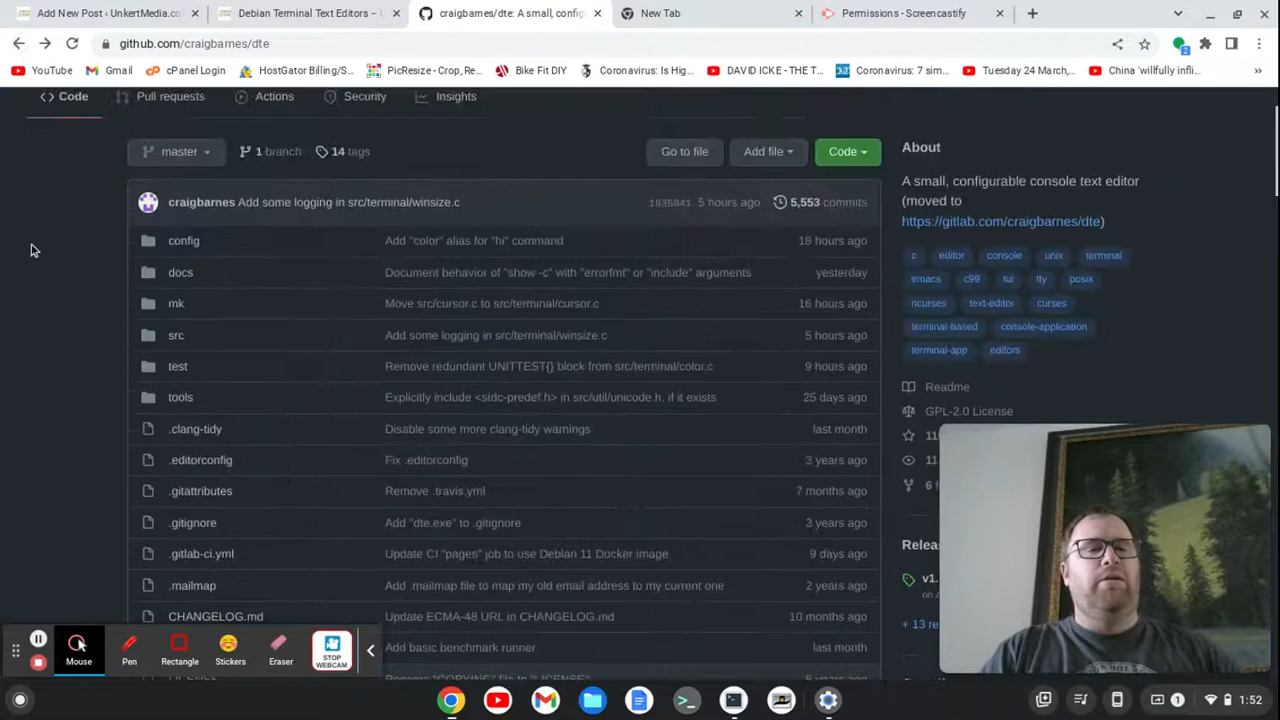 Add New Post ‹ UnkertMedia.co
Debian Terminal Text Editors – U
craigbarnes/dte: A small, config
New Tab
Permissions - Screencastify
github.com/craigbarnes/dte
YouTube
Gmail
cPanel Login
HostGator Billing/S...
PicResize - Crop, Re...
Bike Fit DIY
Coronavirus: Is Hig...
DAVID ICKE - THE T...
Coronavirus: 7 sim...
Tuesday 24 March,...
China 'willfully infli...
»
Code
Pull requests
Actions
Security
Insights
master
1 branch
14 tags
Go to file
Add file
Code
craigbarnes Add some logging in src/terminal/winsize.c
5 hours ago
5,553 commits
config Add "color" alias for "hi" command 18 hours ago
docs Document behavior of "show -c" with "errorfmt" or "include" arguments yesterday
mk Move src/cursor.c to src/terminal/cursor.c 16 hours ago
src Add some logging in src/terminal/winsize.c 5 hours ago
test Remove redundant UNITTEST{} block from src/terminal/color.c 9 hours ago
tools Explicitly include <stdc-predef.h> in src/util/unicode.h, if it exists 25 days ago
.clang-tidy Disable some more clang-tidy warnings last month
.editorconfig Fix .editorconfig 3 years ago
.gitattributes Remove .travis.yml 7 months ago
.gitignore Add "dte.exe" to .gitignore 3 years ago
.gitlab-ci.yml Update CI "pages" job to use Debian 11 Docker image 9 days ago
.mailmap Add .mailmap file to map my old email address to my current one 2 years ago
CHANGELOG.md Update ECMA-48 URL in CHANGELOG.md 10 months ago
Add basic benchmark runner last month
About
A small, configurable console text editor
(moved to
https://gitlab.com/craigbarnes/dte)
c editor console unix terminal
emacs c99 tui tty posix
ncurses text-editor curses
terminal-based console-application
terminal-app editors
Readme
GPL-2.0 License
11
6
Relea
v1.
+ 13 re
Mouse
Pen
Rectangle
Stickers
Eraser
STOP
WEBCAM
1
1:52